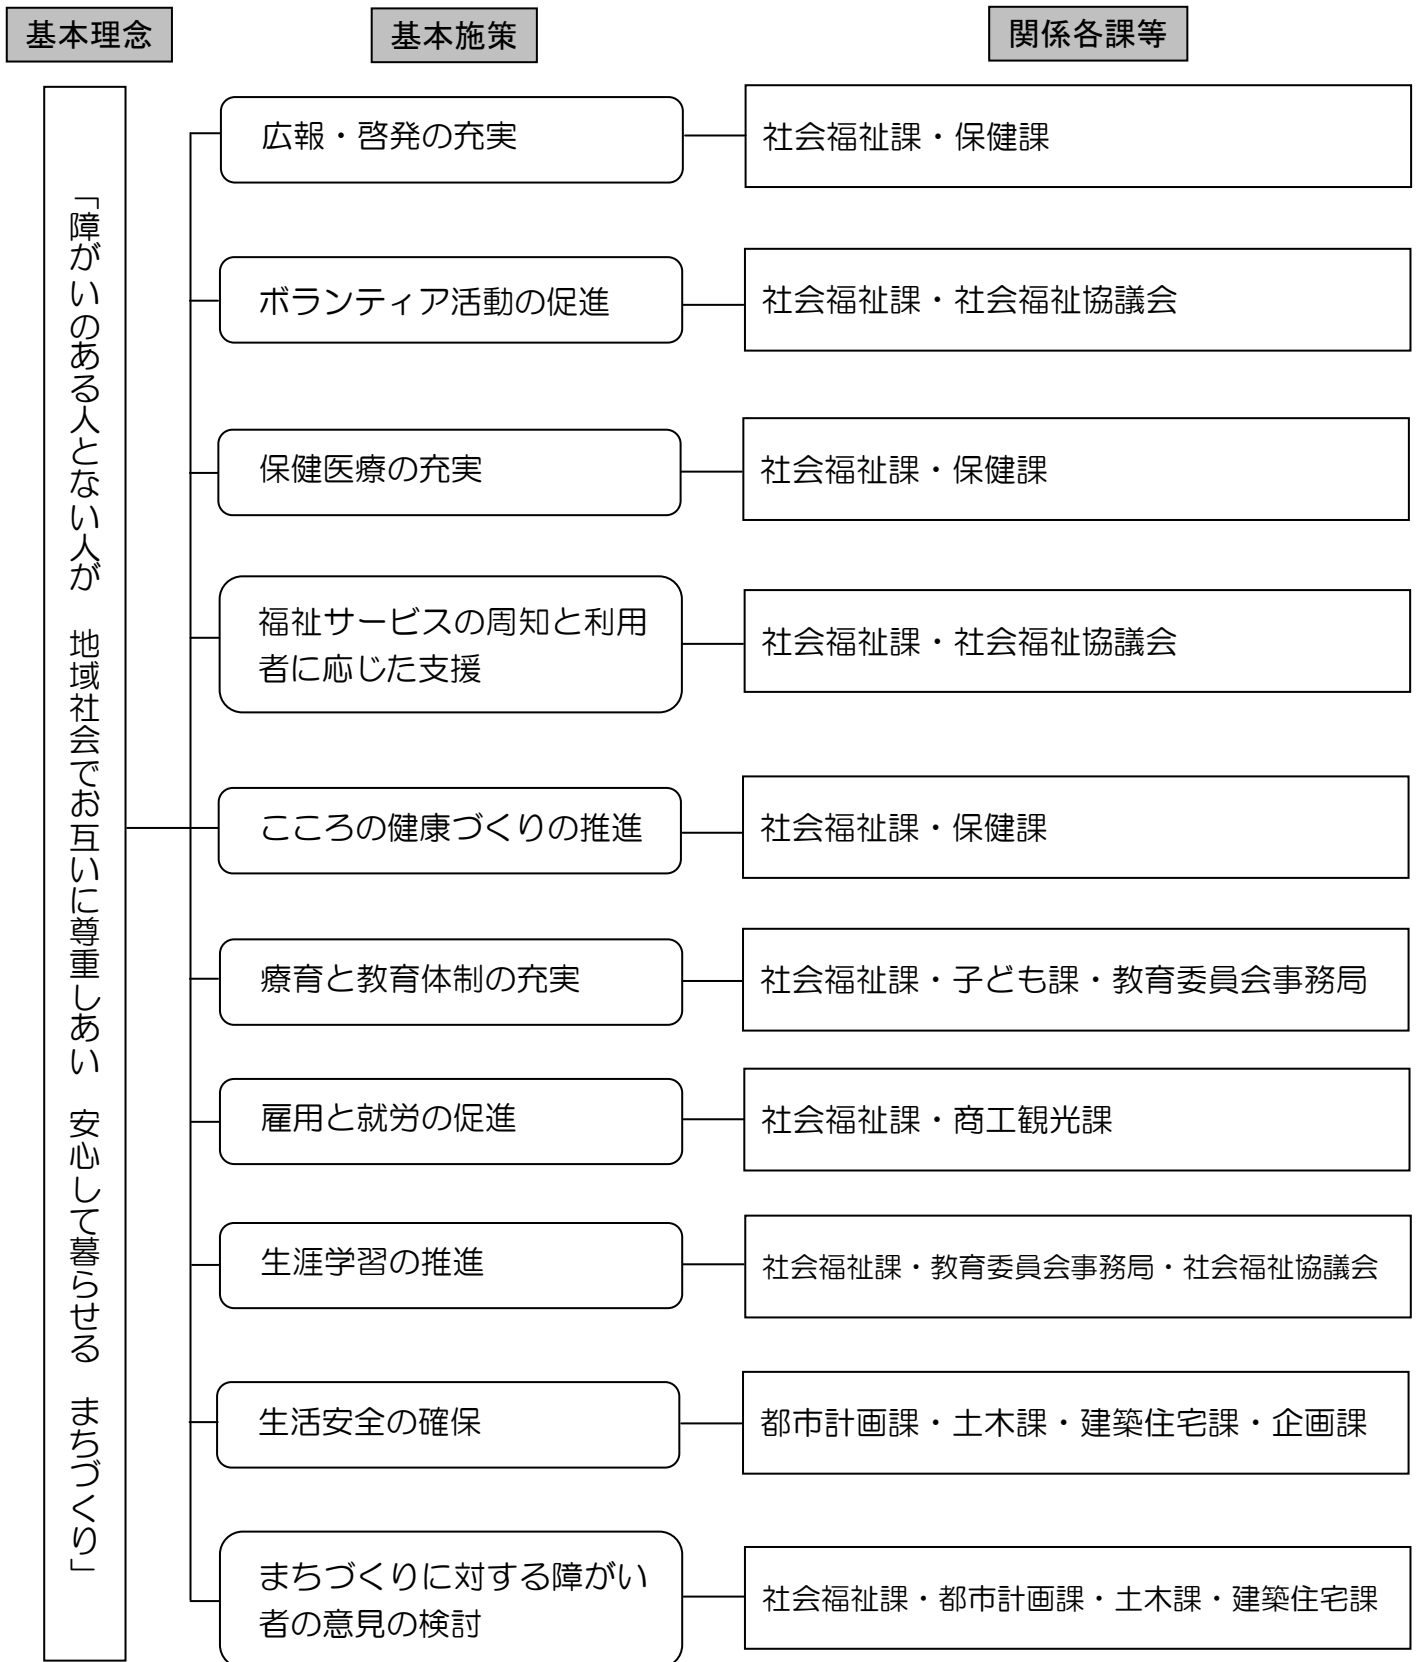 基本理念
基本施策
関係各課等
「障がいのある人とない人が　地域社会でお互いに尊重しあい　安心して暮らせる　まちづくり」
広報・啓発の充実
社会福祉課・保健課
ボランティア活動の促進
社会福祉課・社会福祉協議会
保健医療の充実
社会福祉課・保健課
福祉サービスの周知と利用
者に応じた支援
社会福祉課・社会福祉協議会
こころの健康づくりの推進
社会福祉課・保健課
療育と教育体制の充実
社会福祉課・子ども課・教育委員会事務局
雇用と就労の促進
社会福祉課・商工観光課
生涯学習の推進
社会福祉課・教育委員会事務局・社会福祉協議会
生活安全の確保
都市計画課・土木課・建築住宅課・企画課
まちづくりに対する障がい
者の意見の検討
社会福祉課・都市計画課・土木課・建築住宅課